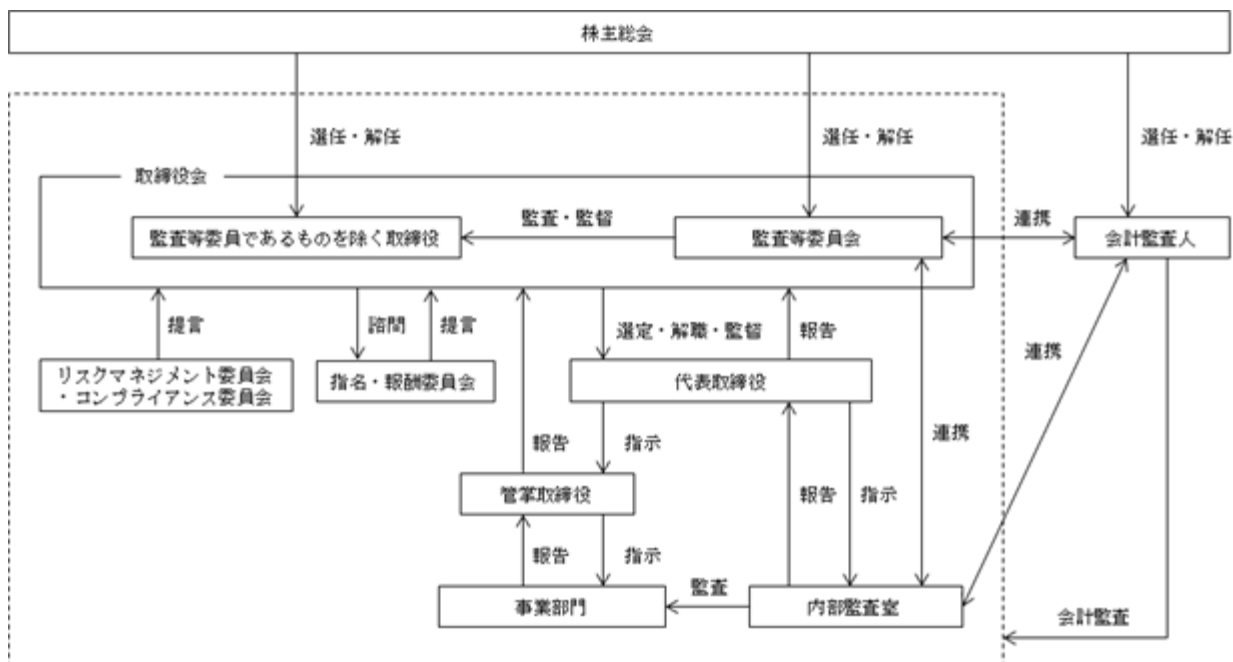 株主総会
選任・解任
選任・解任
選任・解任
取締役会
監査等委員であるものを除く取締役
監査・監督
監査等委員会
連携
会計監査人
提言
諮問
提言
選定・解職・監督
報告
連携
リスクマネジメント委員会
・コンプライアンス委員会
指名・報酬委員会
代表取締役
報告
指示
連携
管掌取締役
報告
指示
報告
指示
事業部門
監査
内部監査室
会計監査